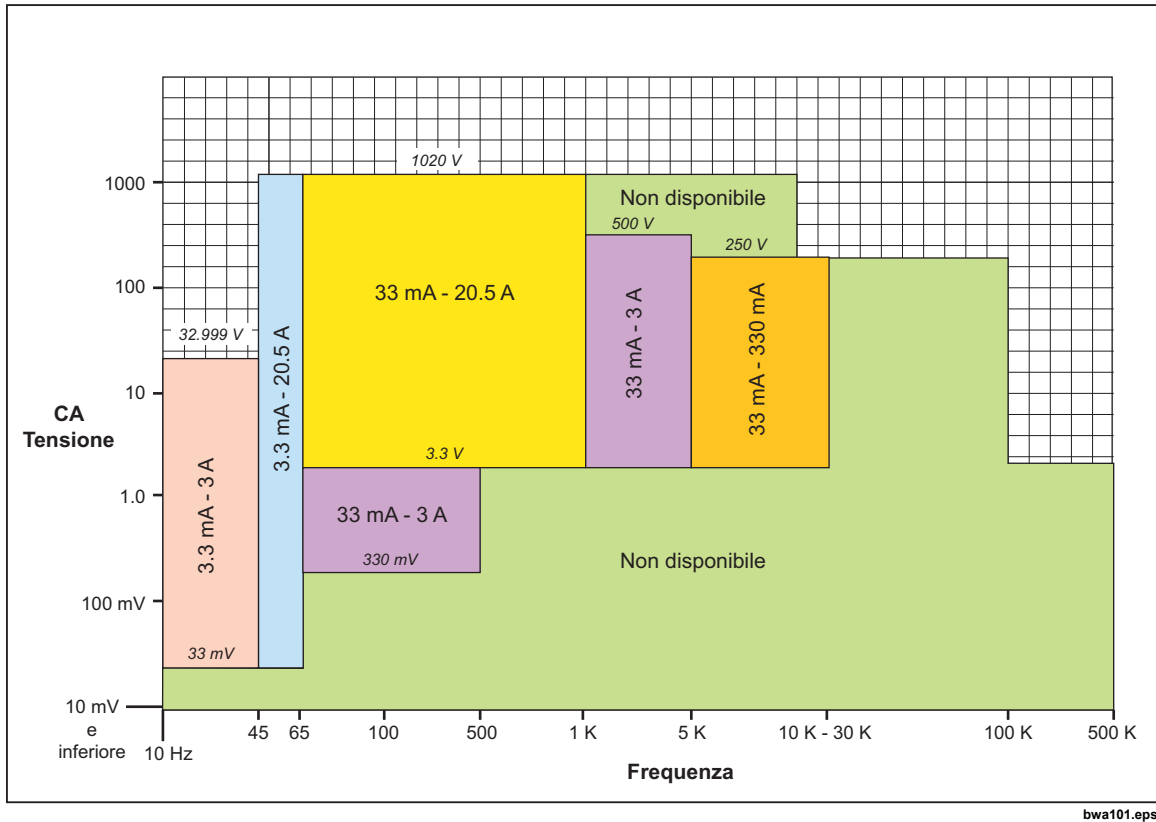 1020 V
1000
Non disponibile
500 V
250 V
100
33 mA - 20.5 A
33 mA - 3 A
33 mA - 330 mA
32.999 V
3.3 mA - 20.5 A
10
CA
Tensione
3.3 V
1.0
3.3 mA - 3 A
33 mA - 3 A
330 mV
Non disponibile
100 mV
33 mV
10 mV
e
inferiore
10 Hz
45
65
100
500
1 K
5 K
10 K - 30 K
100 K
500 K
Frequenza
bwa101.eps